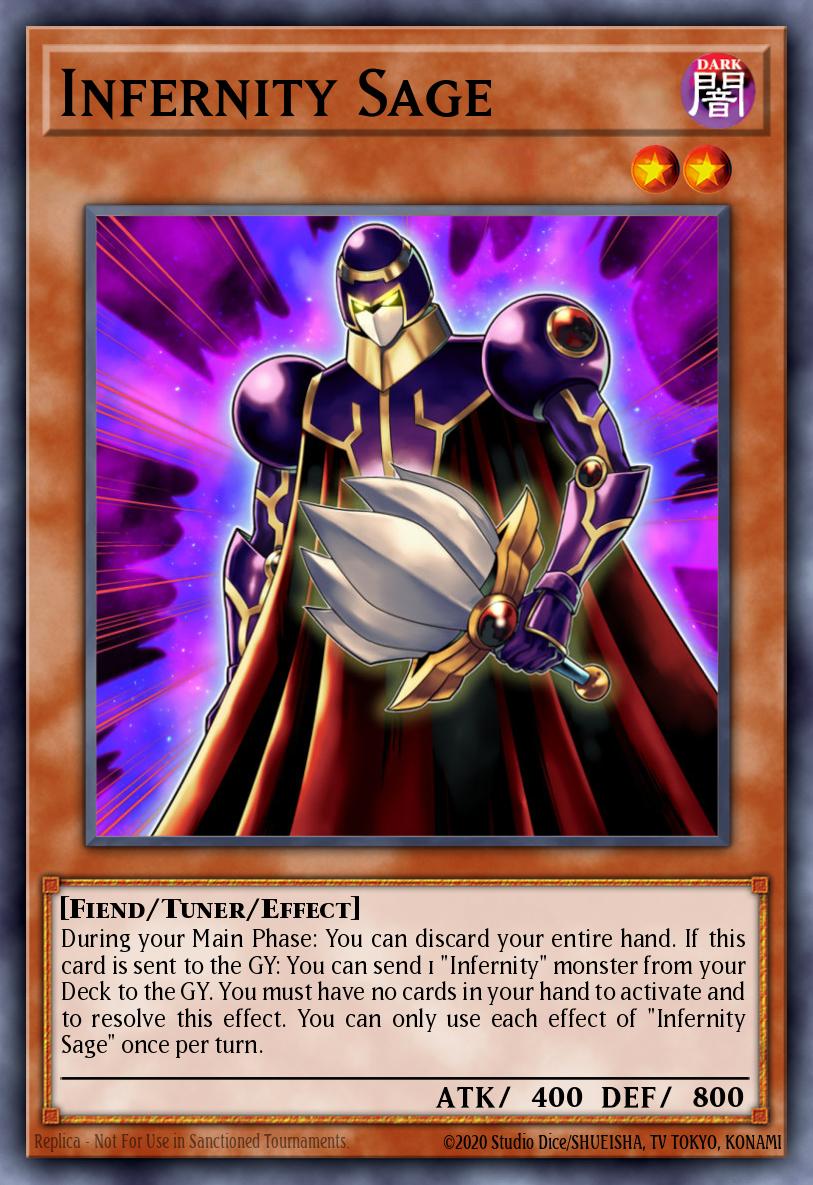 Infernity Sage
DARK
闇
[Fiend/Tuner/Effect]
During your Main Phase: You can discard your entire hand. If this
card is sent to the GY: You can send 1 "Infernity" monster from your
Deck to the GY. You must have no cards in your hand to activate and
to resolve this effect. You can only use each effect of "Infernity
Sage" once per turn.
ATK/ 400 DEF/ 800
Replica - Not For Use in Sanctioned Tournaments.
©2020 Studio Dice/SHUEISHA, TV TOKYO, KONAMI